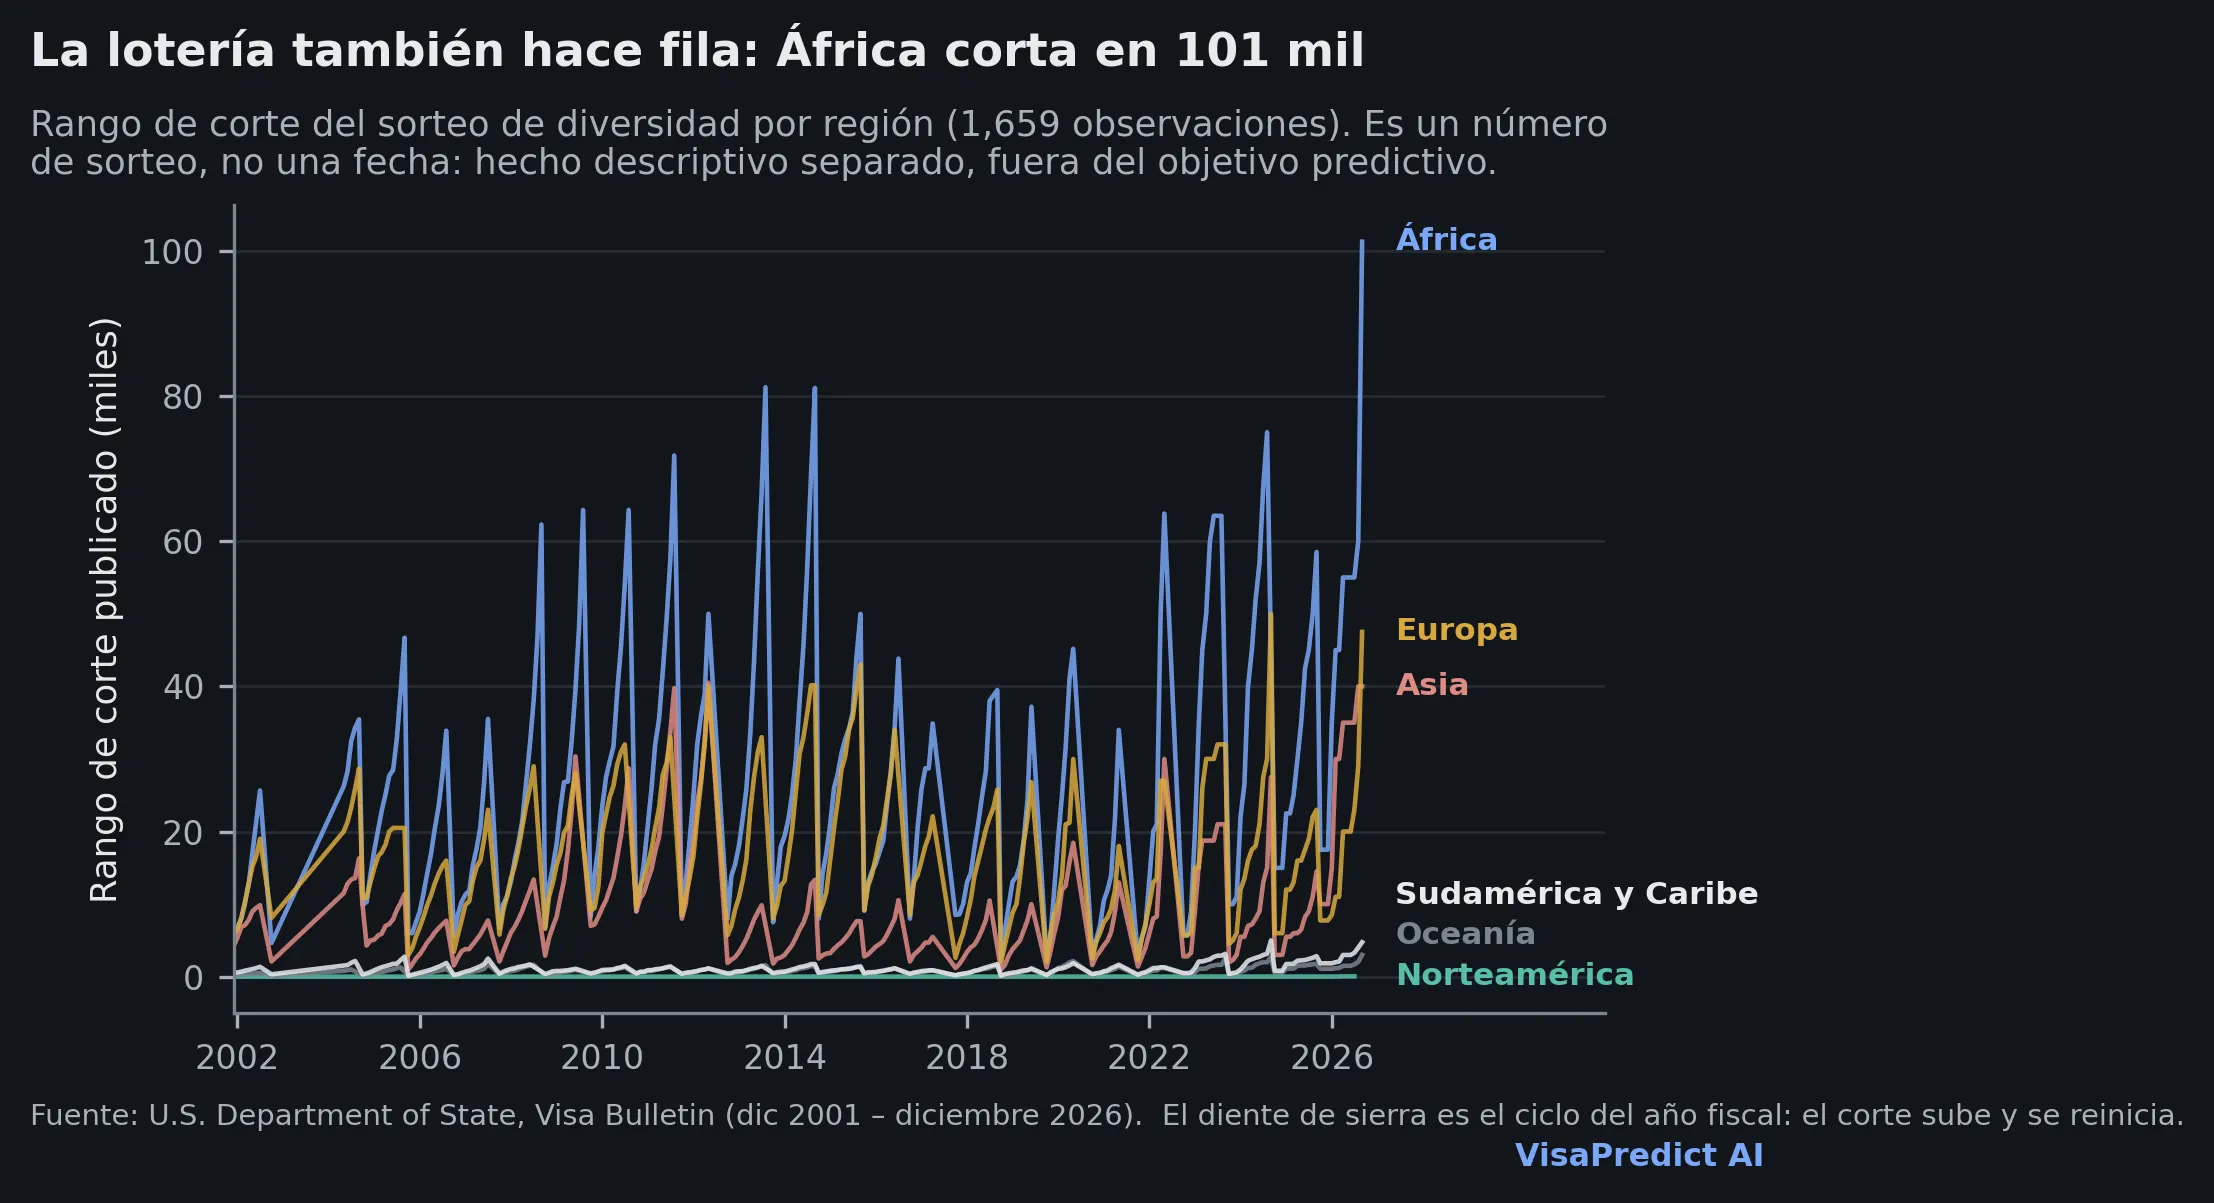 La lotería también hace fila: África corta en 101 mil
Rango de corte del sorteo de diversidad por región (1,659 observaciones). Es un número
de sorteo, no una fecha: hecho descriptivo separado, fuera del objetivo predictivo.
Rango de corte publicado (miles)
100
80
60
40
20
0
África
Europa
Asia
Sudamérica y Caribe
Oceanía
Norteamérica
2002
2006
2010
2014
2018
2022
2026
Fuente: U.S. Department of State, Visa Bulletin (dic 2001 – diciembre 2026).  El diente de sierra es el ciclo del año fiscal: el corte sube y se reinicia.
VisaPredict AI